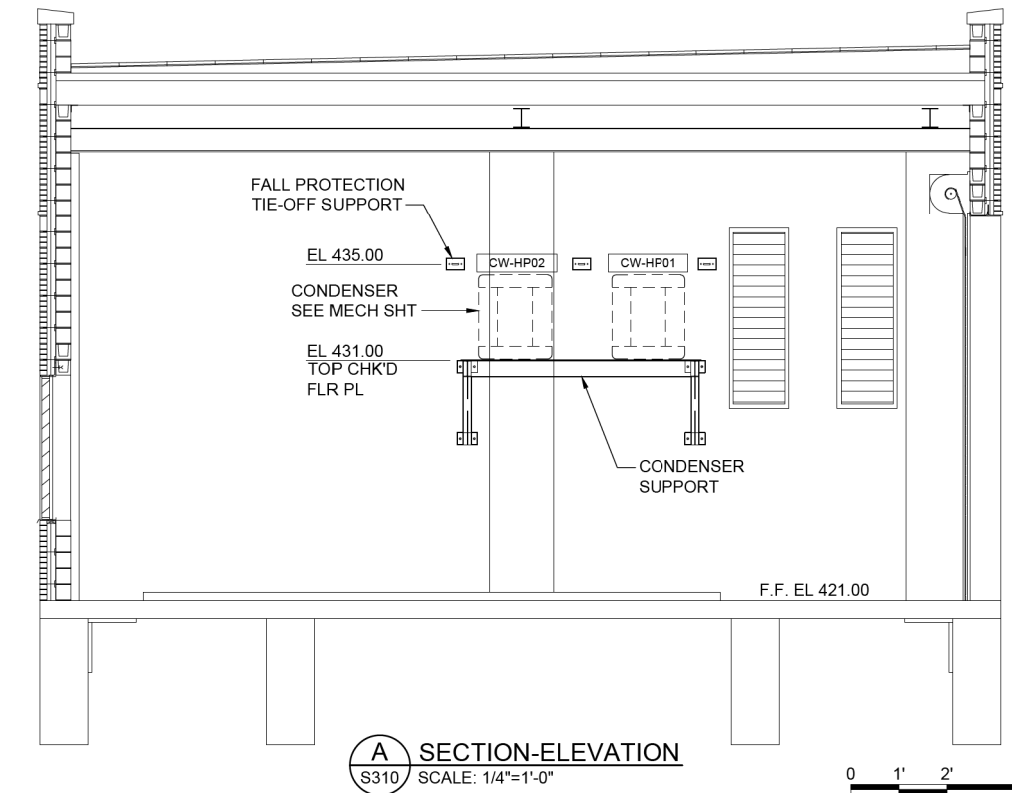 FALL PROTECTION
TIE-OFF SUPPORT
EL 435.00
CW-HP02
CW-HP01
CONDENSER
SEE MECH SHT
EL 431.00
TOP CHK'D
FLR PL
CONDENSER
SUPPORT
F.F. EL 421.00
A
S310
SECTION-ELEVATION
SCALE: 1/4"=1'-0"
0 1' 2'